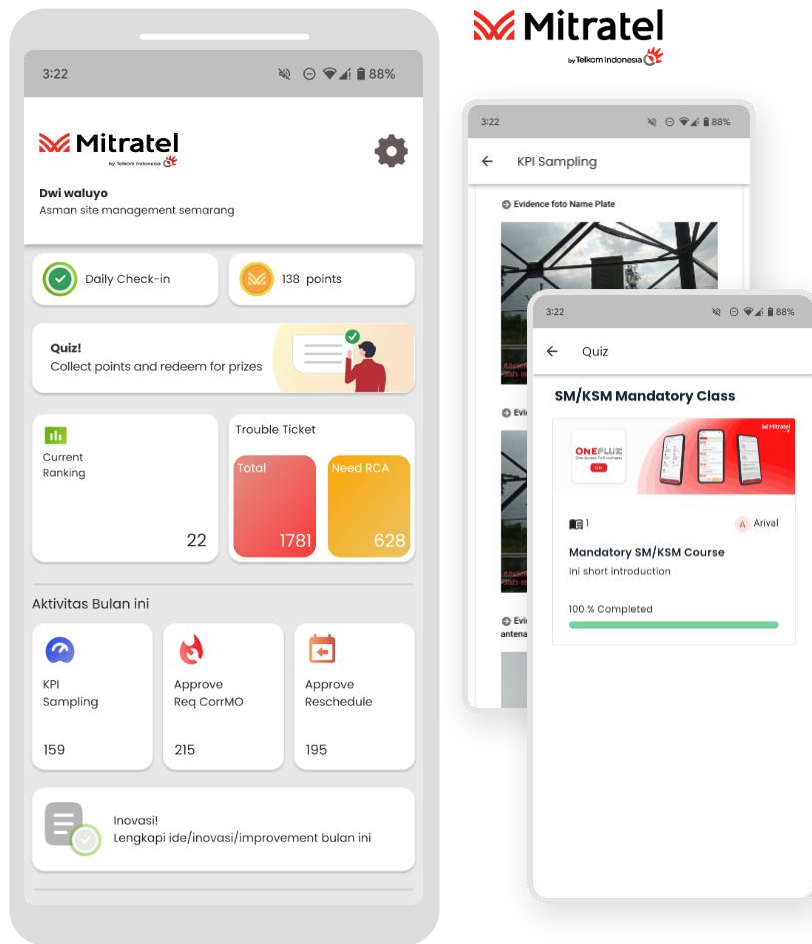 3:22
88%
Mitratel
by Telkom Indonesia
Dwi waluyo
Asman site management semarang
Daily Check-in
138 points
Quiz!
Collect points and redeem for prizes
Current
Ranking
22
Trouble Ticket
Total
1781
Need RCA
628
Aktivitas Bulan ini
KPI
Sampling
159
Approve
Req CorrMO
215
Approve
Reschedule
195
Inovasi!
Lengkapi ide/inovasi/improvement bulan ini
Mitratel
by Telkom Indonesia
3:22
88%
KPI Sampling
Evidence foto Name Plate
Evi
Evi
antena
3:22
88%
Quiz
SM/KSM Mandatory Class
ONEFLUX
Mitratel
1
A Arival
Mandatory SM/KSM Course
Ini short introduction
100 % Completed